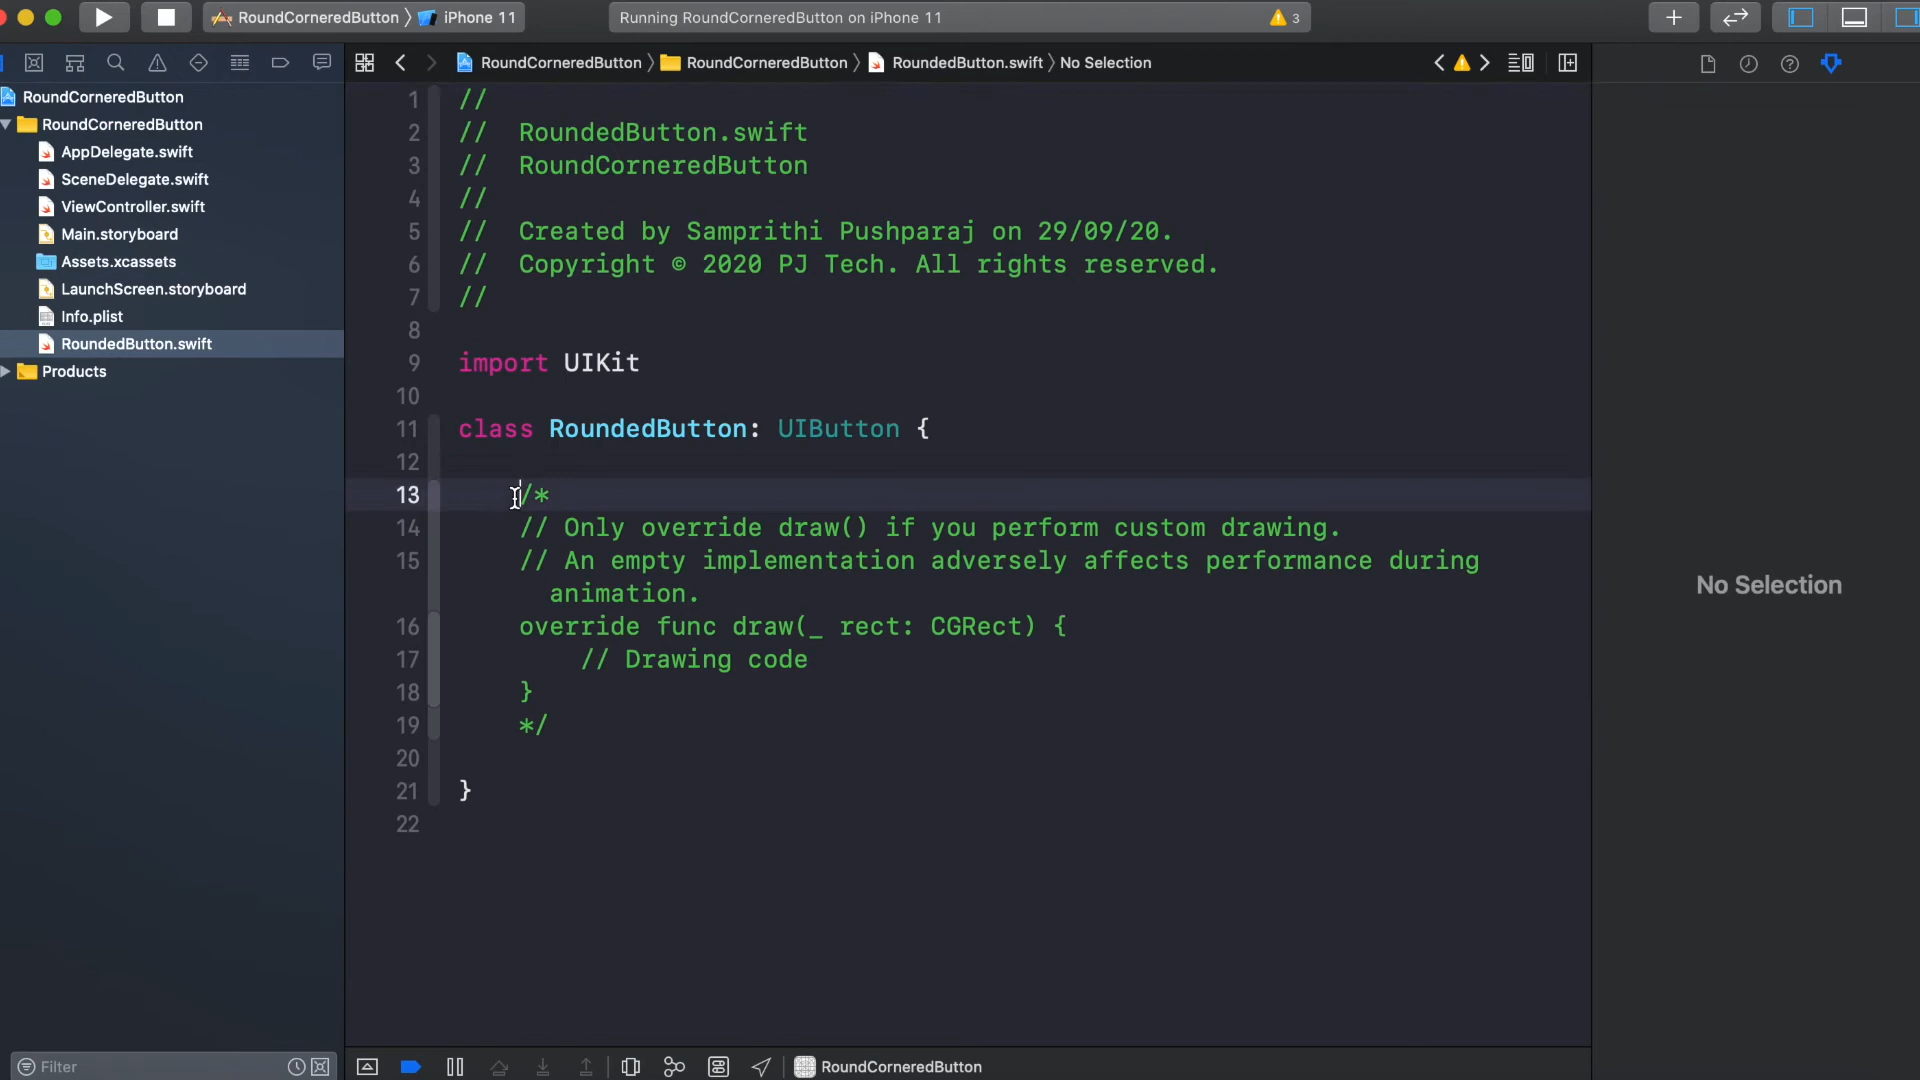 RoundCorneredButton 〉 iPhone 11
Running RoundCorneredButton on iPhone 11
3
RoundCorneredButton 〉 RoundCorneredButton 〉 RoundedButton.swift 〉 No Selection
RoundCorneredButton
RoundCorneredButton
AppDelegate.swift
SceneDelegate.swift
ViewController.swift
Main.storyboard
Assets.xcassets
LaunchScreen.storyboard
Info.plist
RoundedButton.swift
Products
1 //
2 //  RoundedButton.swift
3 //  RoundCorneredButton
4 //
5 //  Created by Samprithi Pushparaj on 29/09/20.
6 //  Copyright © 2020 PJ Tech. All rights reserved.
7 //
8
9 import UIKit
10
11 class RoundedButton: UIButton {
12
13     /*
14     // Only override draw() if you perform custom drawing.
15     // An empty implementation adversely affects performance during
animation.
16     override func draw(_ rect: CGRect) {
17         // Drawing code
18     }
19     */
20
21 }
22
No Selection
Filter
RoundCorneredButton